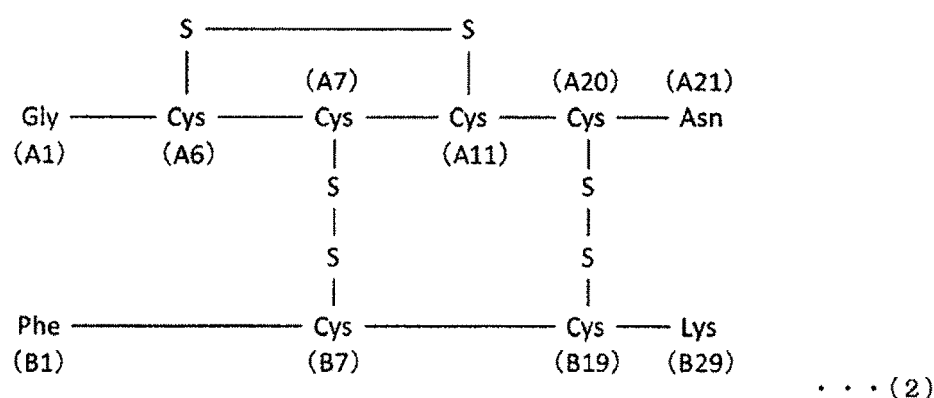 S S
(A7) (A20) (A21)
Gly Cys Cys Cys Cys Asn
(A1) (A6) (A11)
S S
S S
Phe Cys Cys Lys
(B1) (B7) (B19) (B29)
・・・(2)